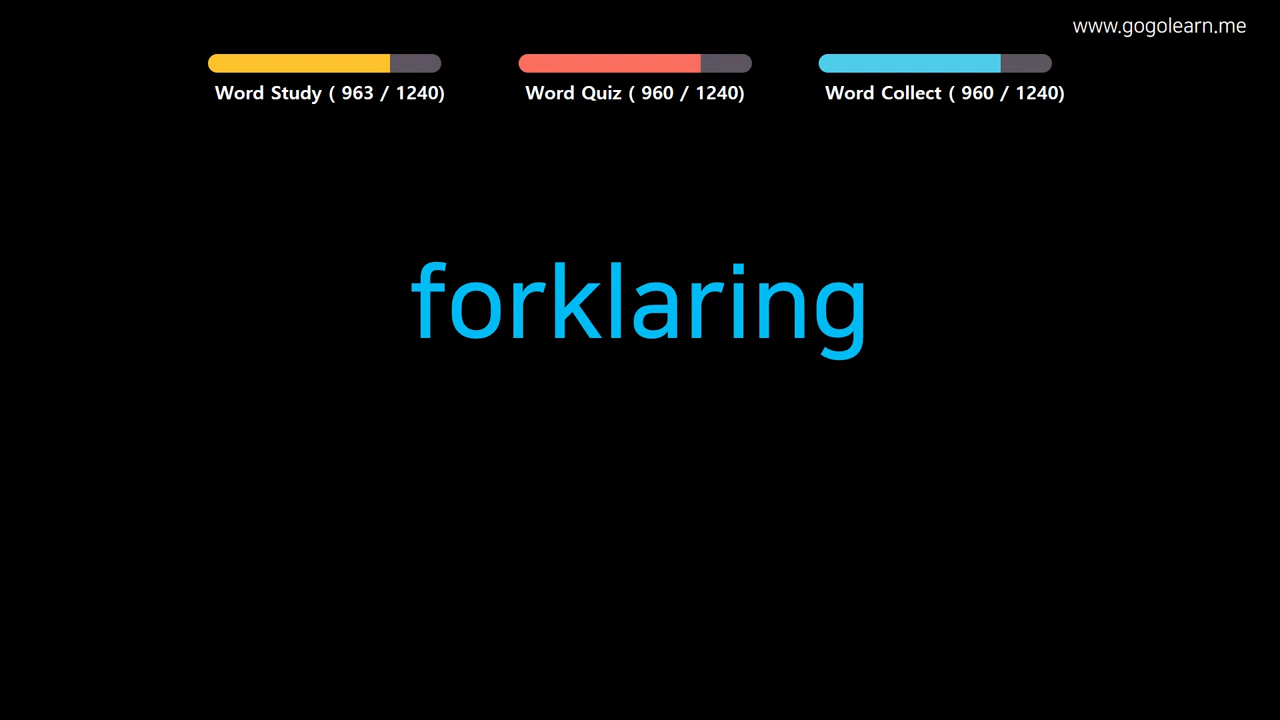 www.gogolearn.me
Word Study ( 963 / 1240)
Word Quiz ( 960 / 1240)
Word Collect ( 960 / 1240)
forklaring